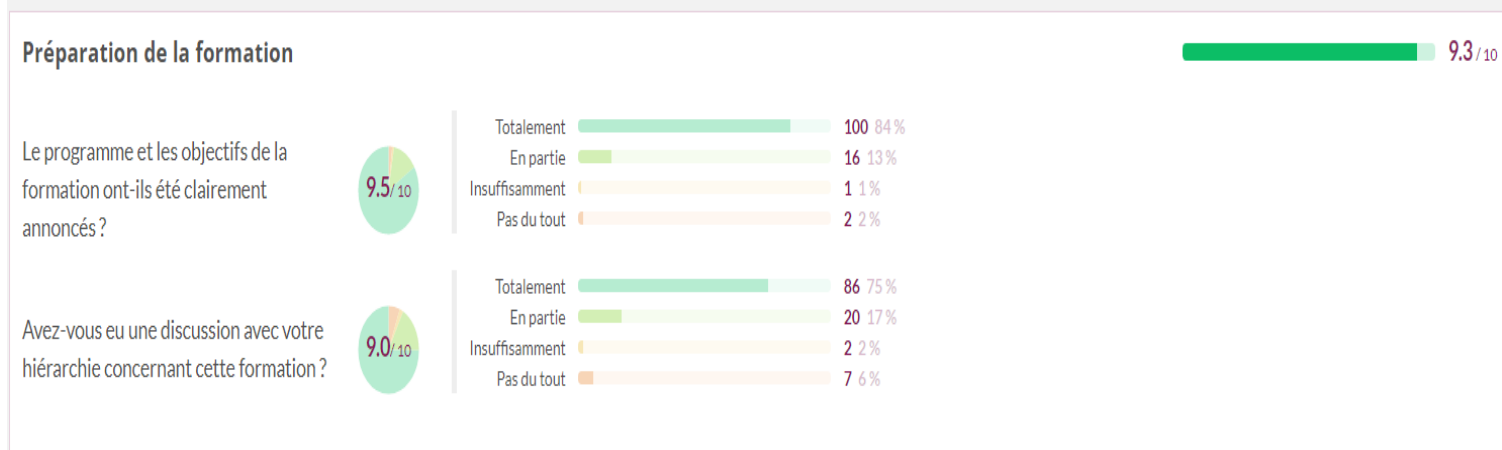 Préparation de la formation
9.3 / 10
Le programme et les objectifs de la
formation ont-ils été clairement
annoncés ?
9.5/ 10
Totalement 100 84 %
En partie 16 13 %
Insuffisamment 1 1 %
Pas du tout 2 2 %
Avez-vous eu une discussion avec votre
hiérarchie concernant cette formation ?
9.0/ 10
Totalement 86 75 %
En partie 20 17 %
Insuffisamment 2 2 %
Pas du tout 7 6 %